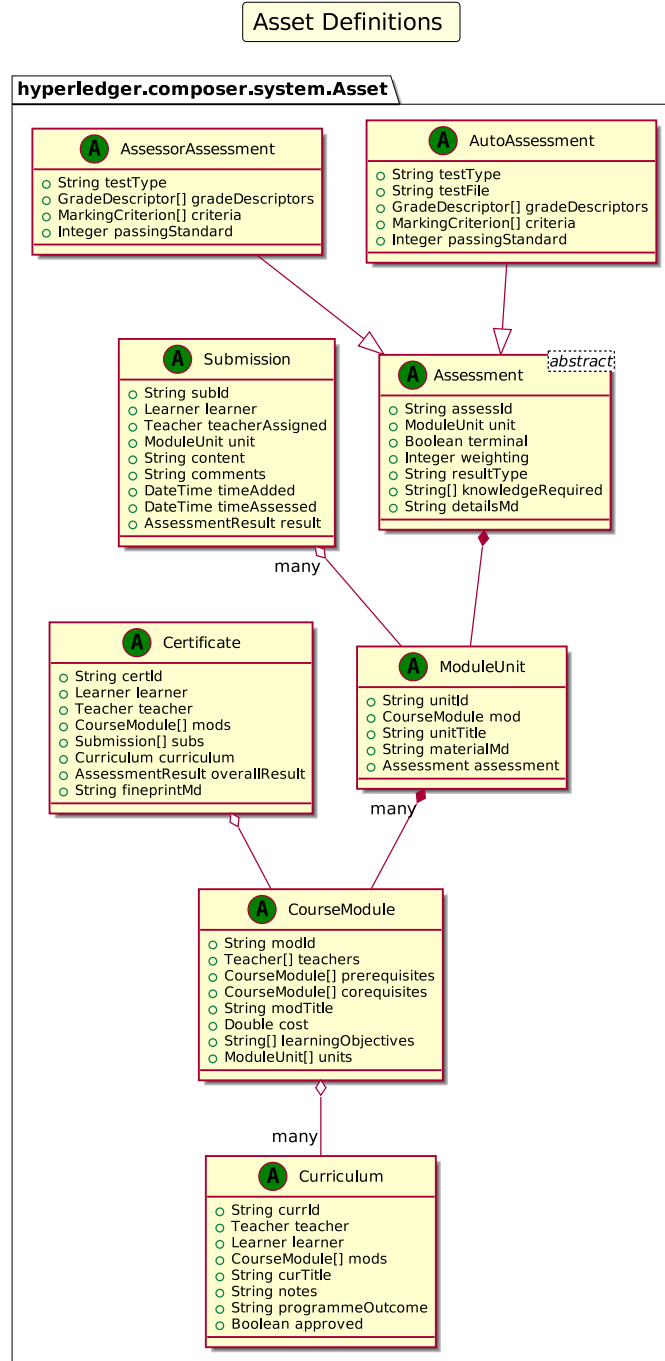 Asset Definitions
hyperledger.composer.system.Asset
A AssessorAssessment
String testType
GradeDescriptor[] gradeDescriptors
MarkingCriterion[] criteria
Integer passingStandard
A AutoAssessment
String testType
String testFile
GradeDescriptor[] gradeDescriptors
MarkingCriterion[] criteria
Integer passingStandard
A Submission
String subId
Learner learner
Teacher teacherAssigned
ModuleUnit unit
String content
String comments
DateTime timeAdded
DateTime timeAssessed
AssessmentResult result
A Assessment
abstract
String assessId
ModuleUnit unit
Boolean terminal
Integer weighting
String resultType
String[] knowledgeRequired
String detailsMd
many
A Certificate
String certId
Learner learner
Teacher teacher
CourseModule[] mods
Submission[] subs
Curriculum curriculum
AssessmentResult overallResult
String fineprintMd
A ModuleUnit
String unitId
CourseModule mod
String unitTitle
String materialMd
Assessment assessment
many
A CourseModule
String modId
Teacher[] teachers
CourseModule[] prerequisites
CourseModule[] corequisites
String modTitle
Double cost
String[] learningObjectives
ModuleUnit[] units
many
A Curriculum
String currId
Teacher teacher
Learner learner
CourseModule[] mods
String curTitle
String notes
String programmeOutcome
Boolean approved